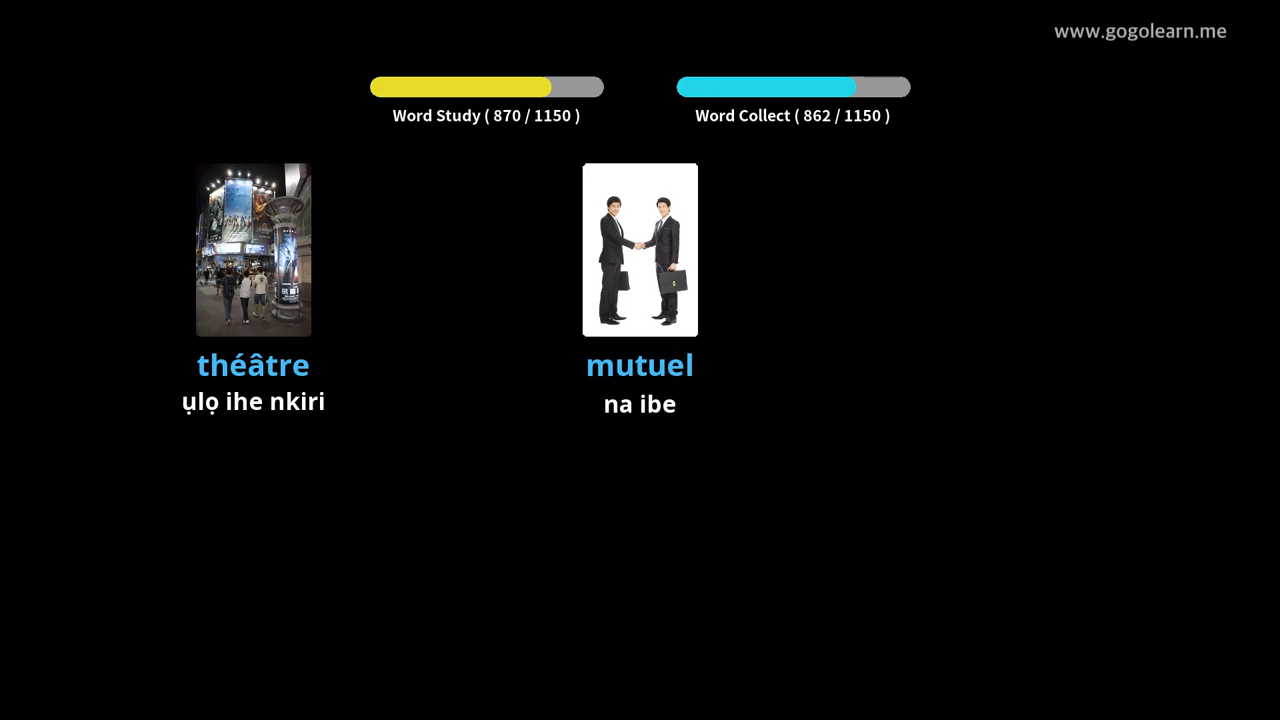 www.gogolearn.me
Word Study ( 870 / 1150 )
Word Collect ( 862 / 1150 )
théâtre
ụlọ ihe nkiri
mutuel
na ibe